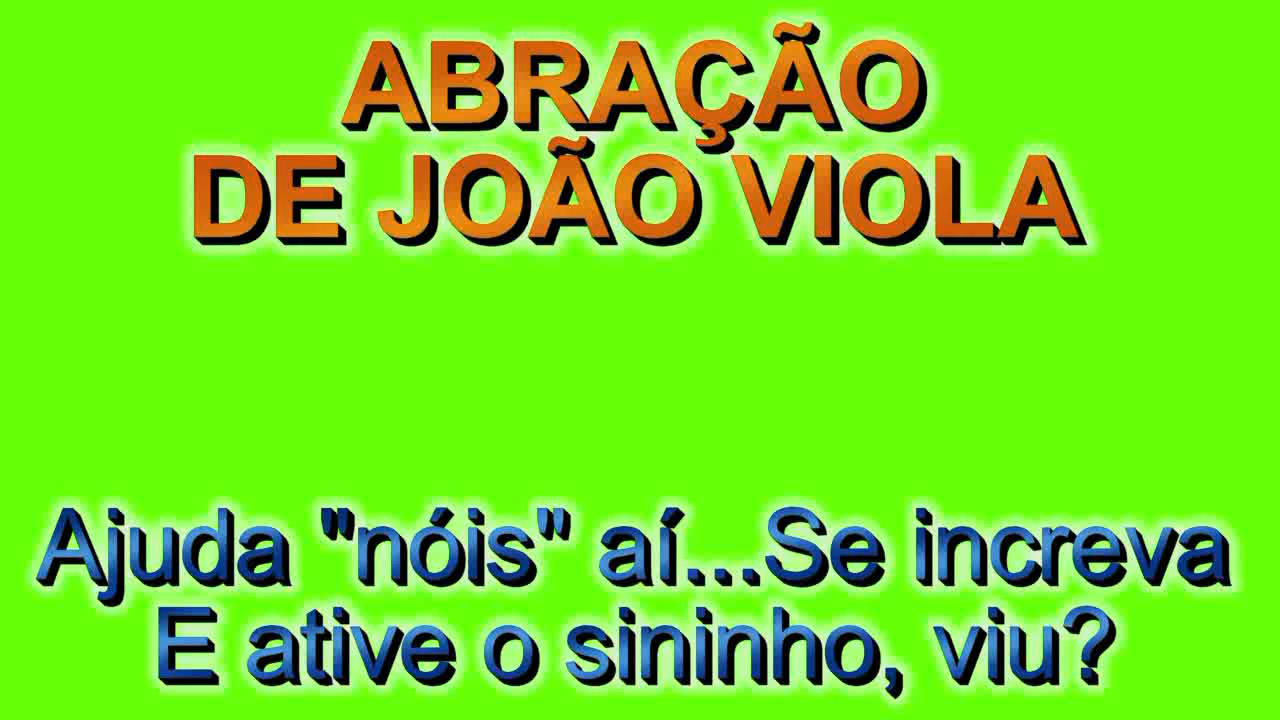 ABRAÇÃO
DE JOÃO VIOLA
Ajuda "nóis" aí...Se increva
E ative o sininho, viu?